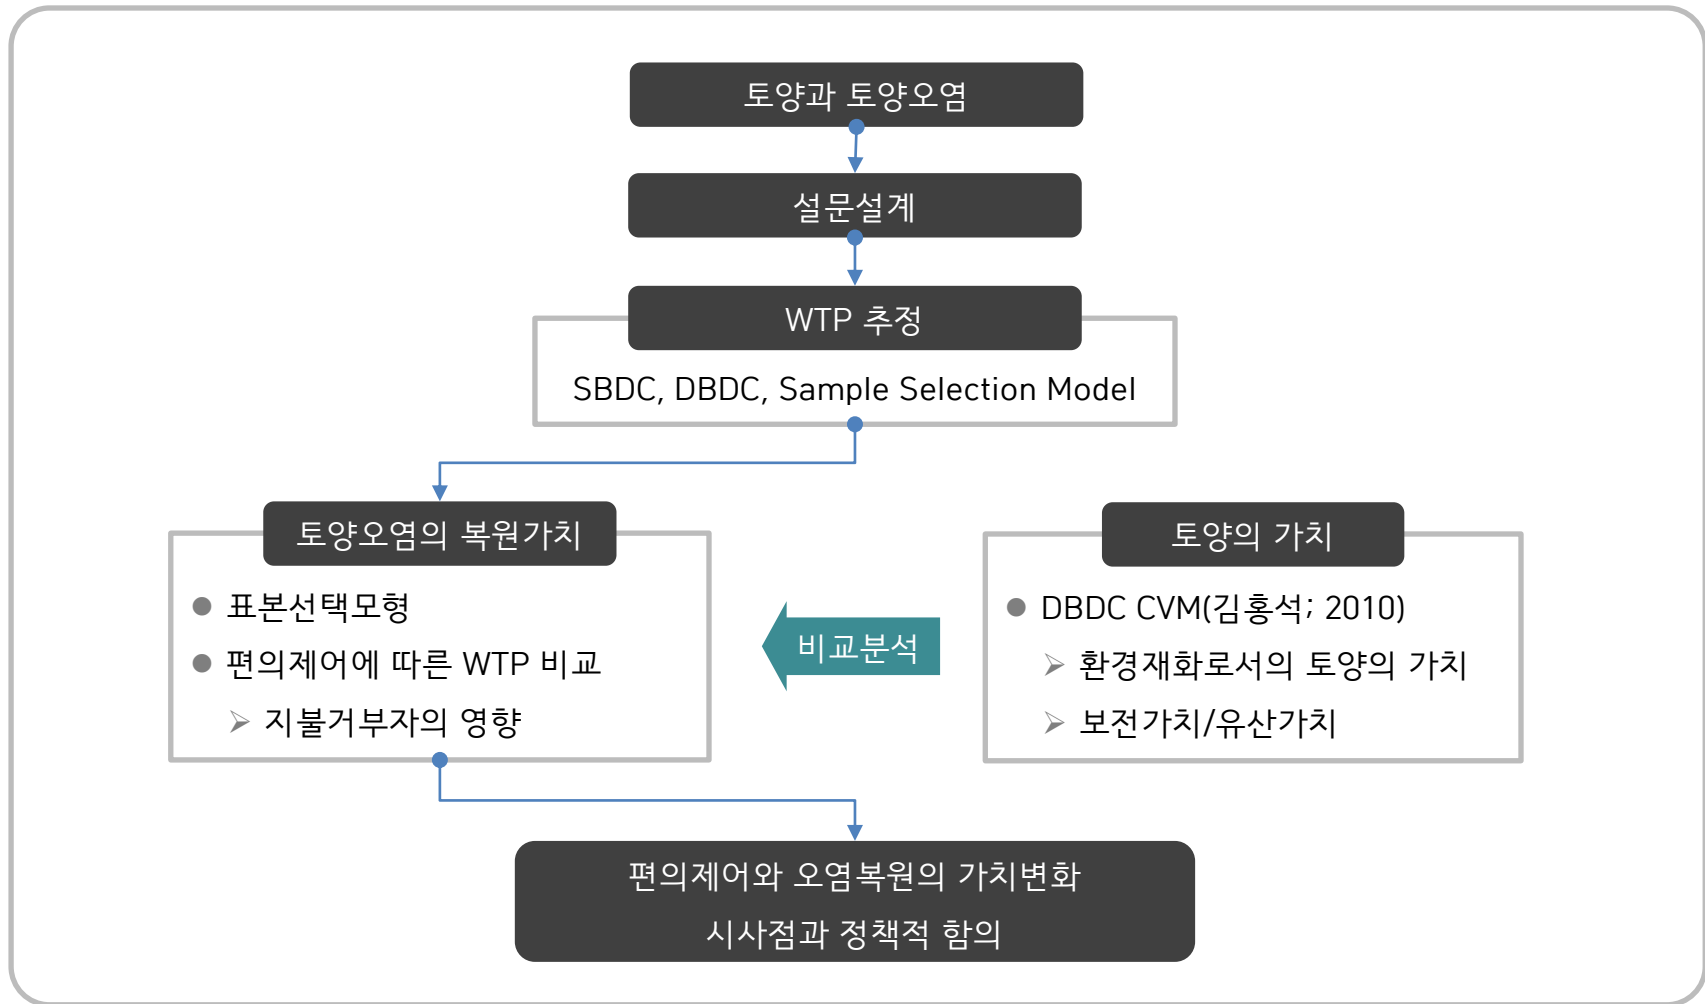 토양과 토양오염
설문설계
WTP 추정
SBDC, DBDC, Sample Selection Model
토양오염의 복원가치
● 표본선택모형
● 편의제어에 따른 WTP 비교
➢ 지불거부자의 영향
비교분석
토양의 가치
● DBDC CVM(김홍석; 2010)
➢ 환경재화로서의 토양의 가치
➢ 보전가치/유산가치
편의제어와 오염복원의 가치변화
시사점과 정책적 함의